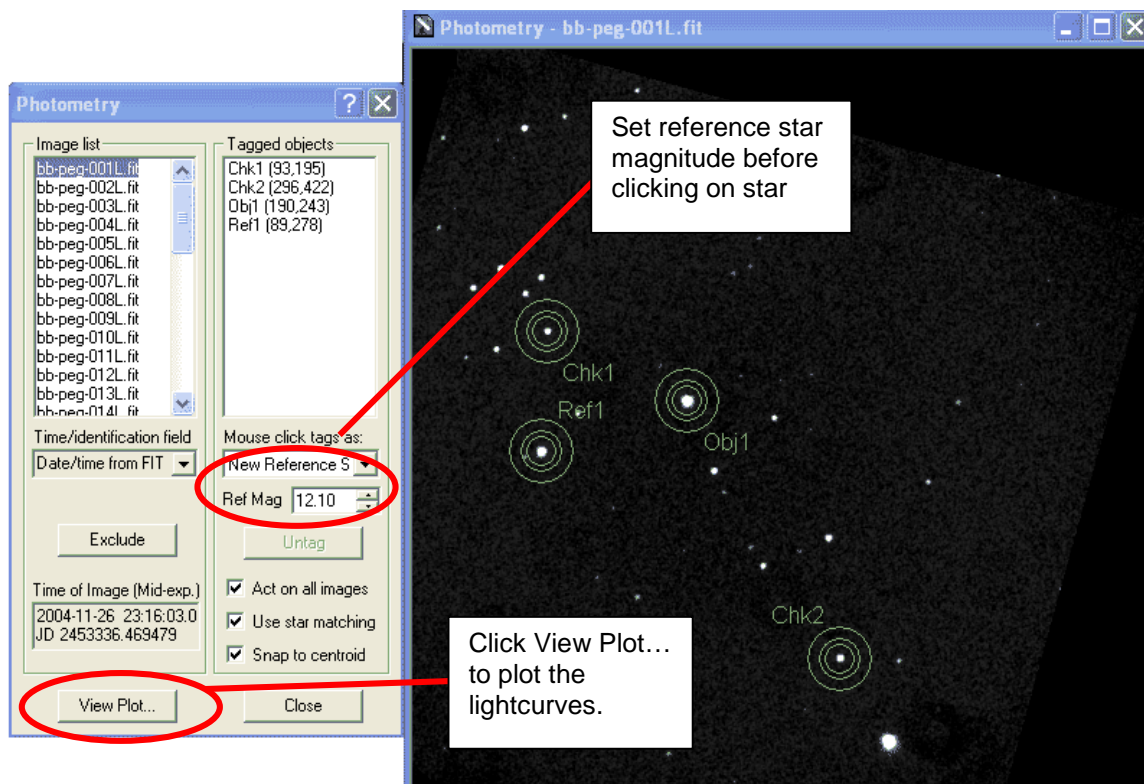 Photometry - bb-peg-001L.fit
Photometry
Image list
bb-peg-001L.fit
bb-peg-002L.fit
bb-peg-003L.fit
bb-peg-004L.fit
bb-peg-005L.fit
bb-peg-006L.fit
bb-peg-007L.fit
bb-peg-008L.fit
bb-peg-009L.fit
bb-peg-010L.fit
bb-peg-011L.fit
bb-peg-012L.fit
bb-peg-013L.fit
bb-peg-014L.fit
Time/identification field
Date/time from FIT
Exclude
Time of Image (Mid-exp.)
2004-11-26 23:16:03.0
JD 2453336.469479
View Plot...
Tagged objects
Chk1 (93,195)
Chk2 (296,422)
Obj1 (190,243)
Ref1 (89,278)
Mouse click tags as:
New Reference S
Ref Mag 12.10
Untag
Act on all images
Use star matching
Snap to centroid
Close
Set reference star
magnitude before
clicking on star
Chk1
Ref1
Obj1
Chk2
Click View Plot…
to plot the
lightcurves.